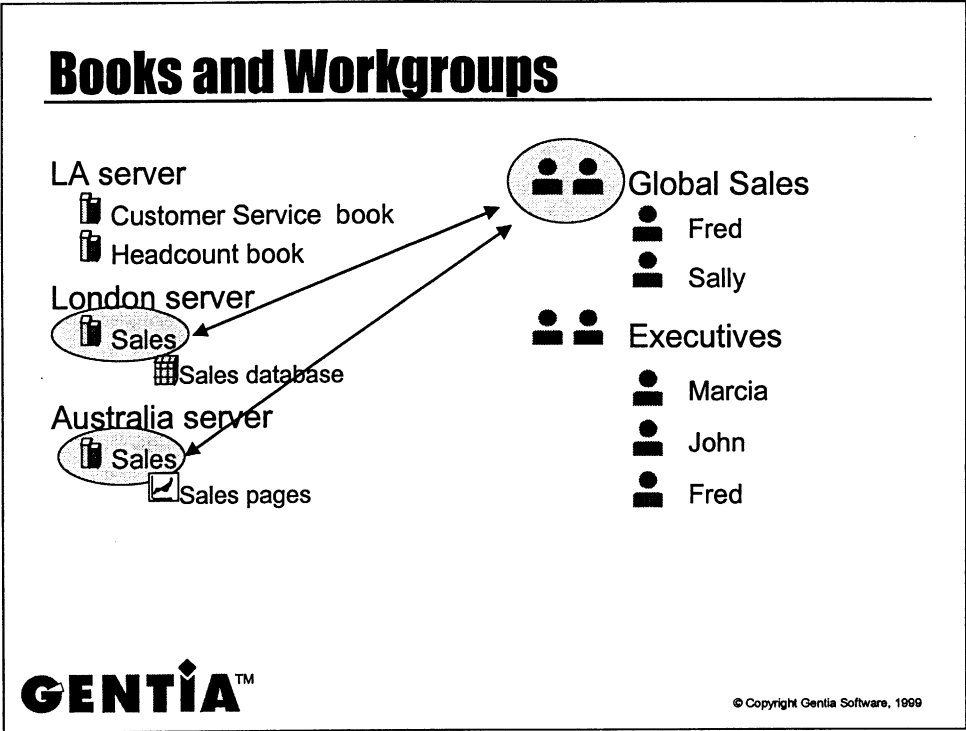 Books and Workgroups
LA server
Customer Service book
Headcount book
London server
Sales
Sales database
Australia server
Sales
Sales pages
Global Sales
Fred
Sally
Executives
Marcia
John
Fred
GENTIA™
© Copyright Gentia Software, 1999